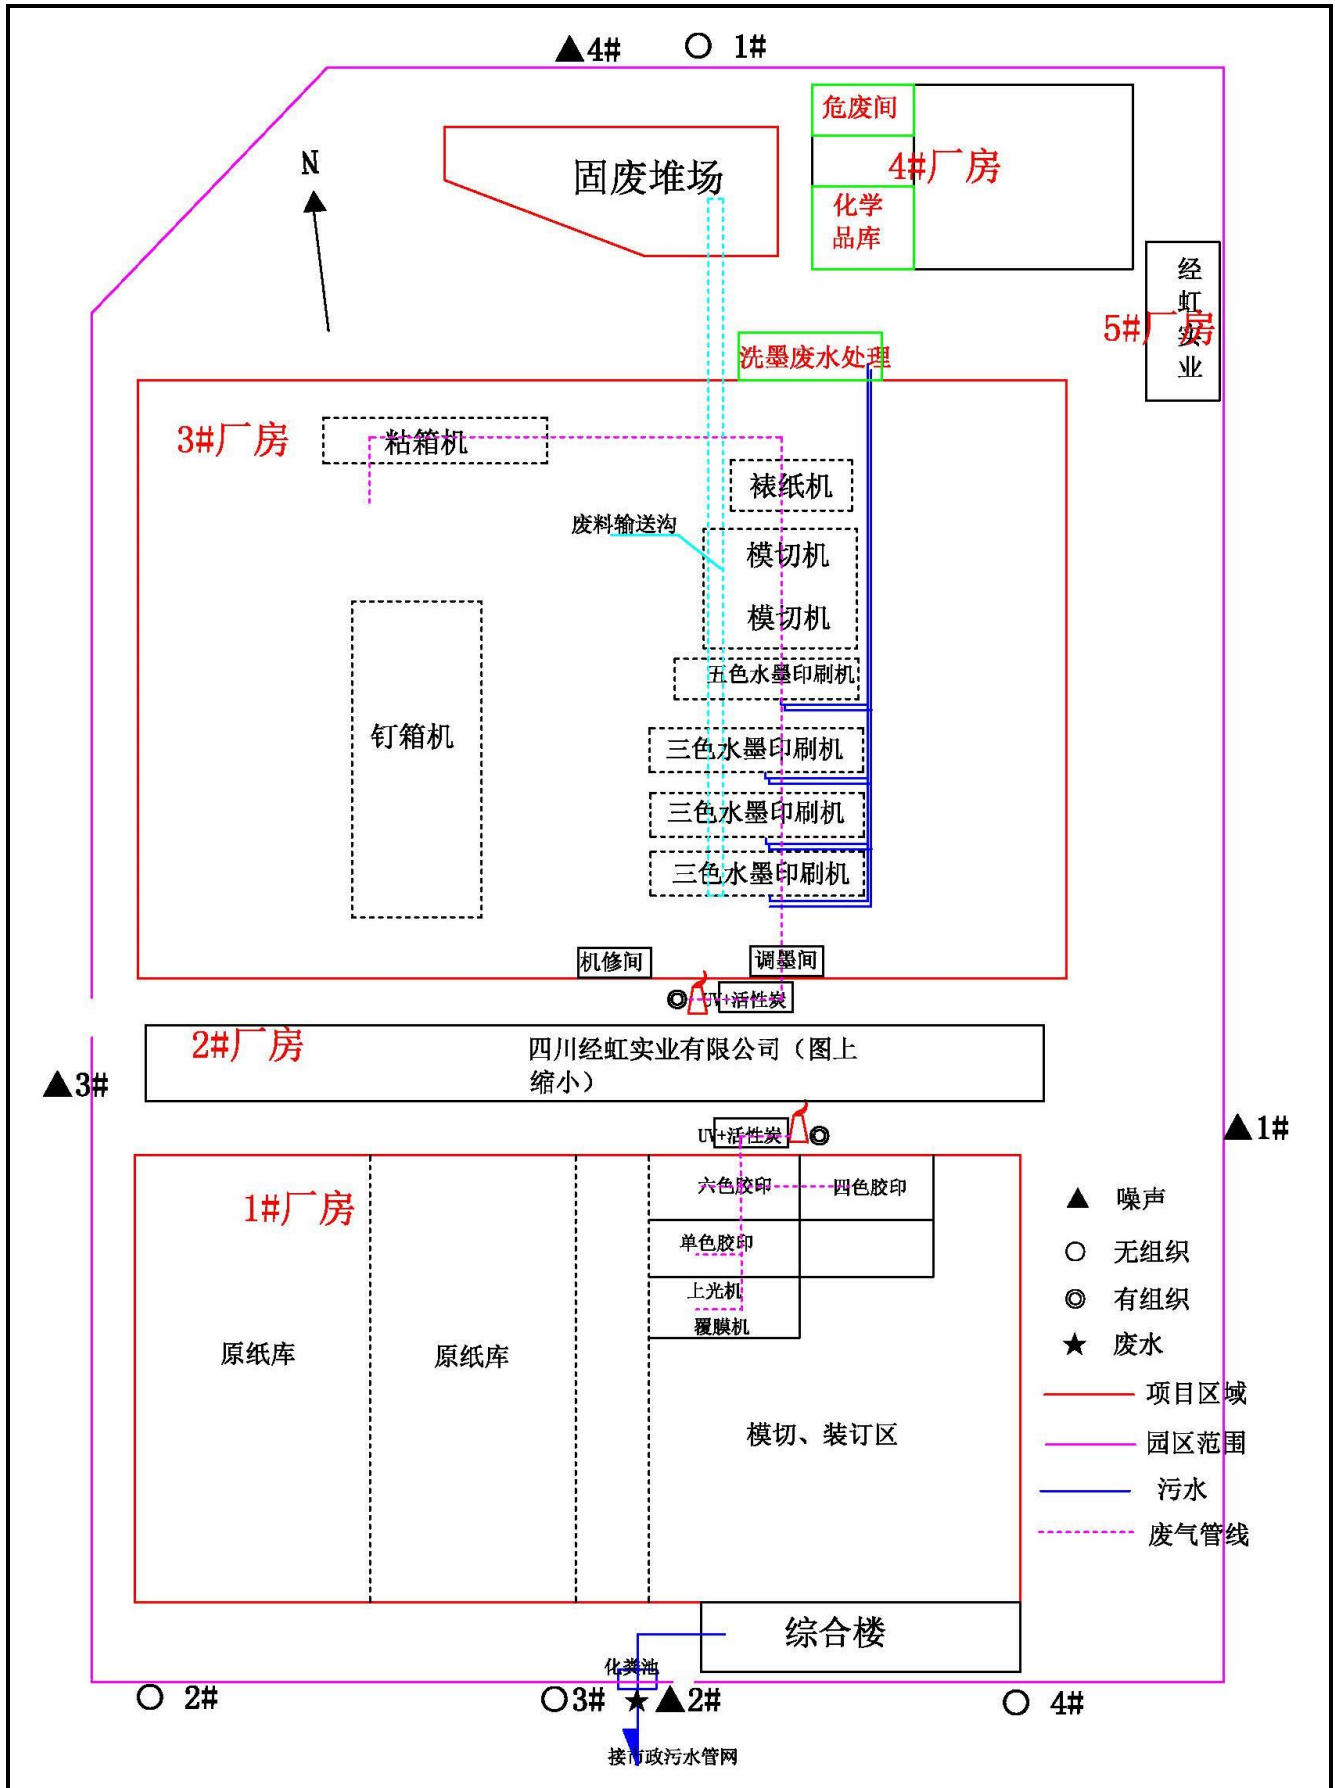 ▲4# ○ 1#
危废间
4#厂房
化学
品库
N
固废堆场
经
虹
实
业
5#厂房
洗墨废水处理
3#厂房
粘箱机
裱纸机
废料输送沟
模切机
模切机
五色水墨印刷机
钉箱机
三色水墨印刷机
三色水墨印刷机
三色水墨印刷机
机修间
调墨间
UV+活性炭
2#厂房
四川经虹实业有限公司（图上
缩小）
▲3#
▲1#
UV+活性炭
1#厂房
六色胶印
四色胶印
单色胶印
上光机
覆膜机
原纸库
原纸库
模切、装订区
▲ 噪声
○ 无组织
◎ 有组织
★ 废水
项目区域
园区范围
污水
废气管线
综合楼
化粪池
○ 2#
○3#
★
▲2#
○ 4#
接市政污水管网